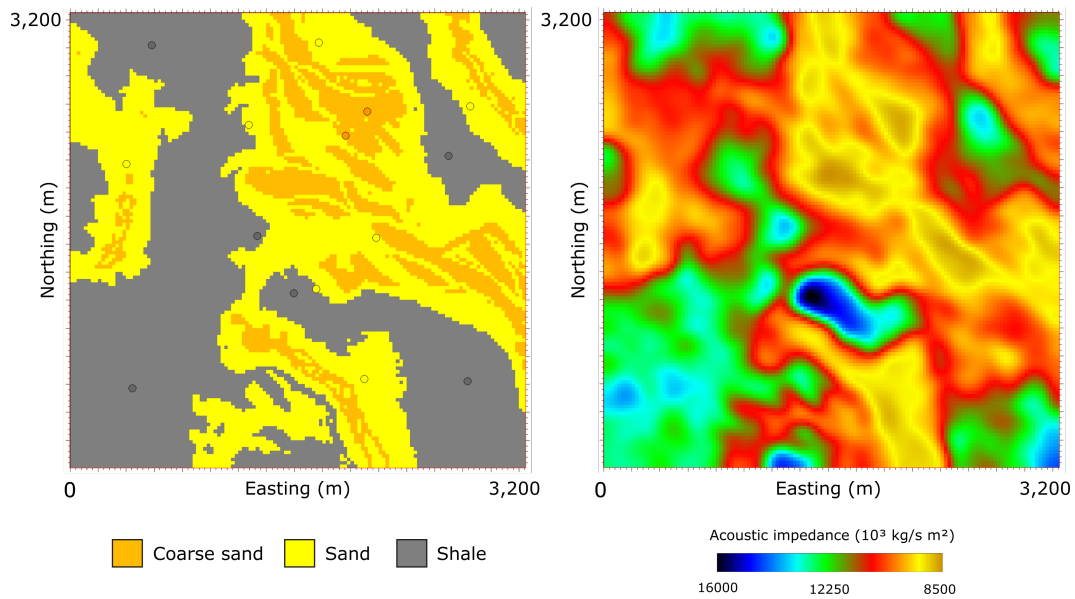 3,200
Northing (m)
0
Easting (m)
3,200
Coarse sand
Sand
Shale
3,200
Northing (m)
0
Easting (m)
3,200
Acoustic impedance (10³ kg/s m²)
16000
12250
8500